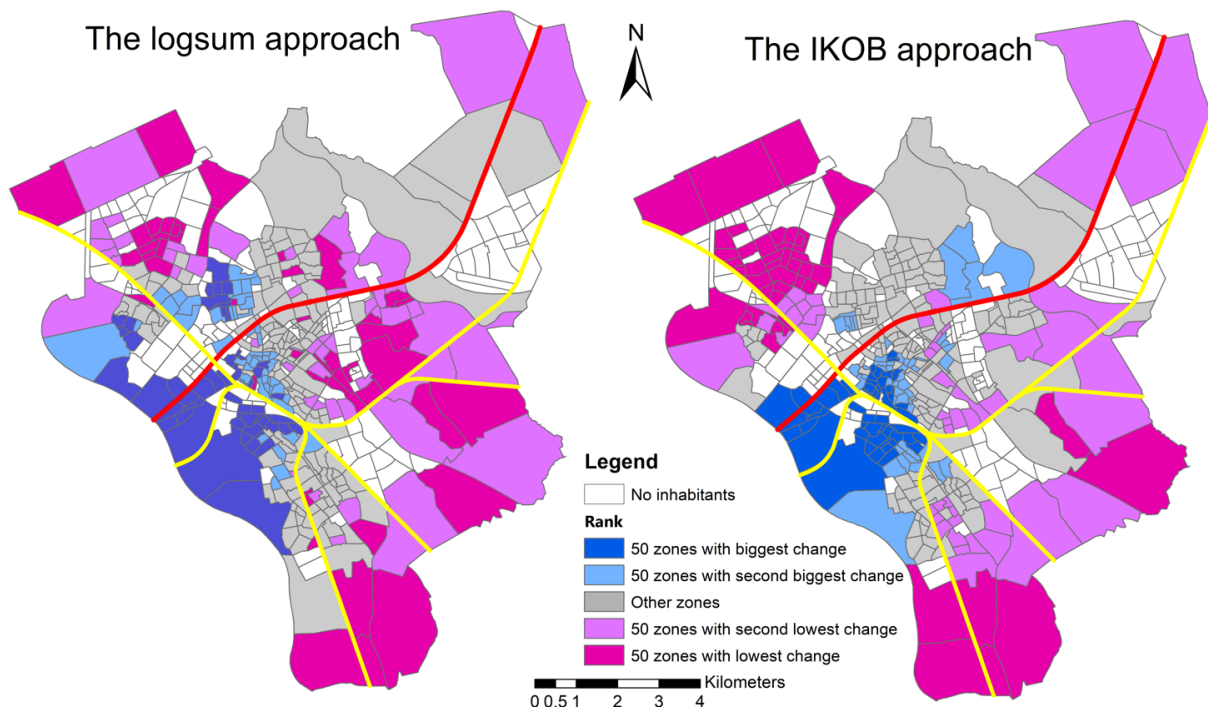 The logsum approach
N
The IKOB approach
Legend
No inhabitants
Rank
50 zones with biggest change
50 zones with second biggest change
Other zones
50 zones with second lowest change
50 zones with lowest change
Kilometers
0 0.5 1 2 3 4